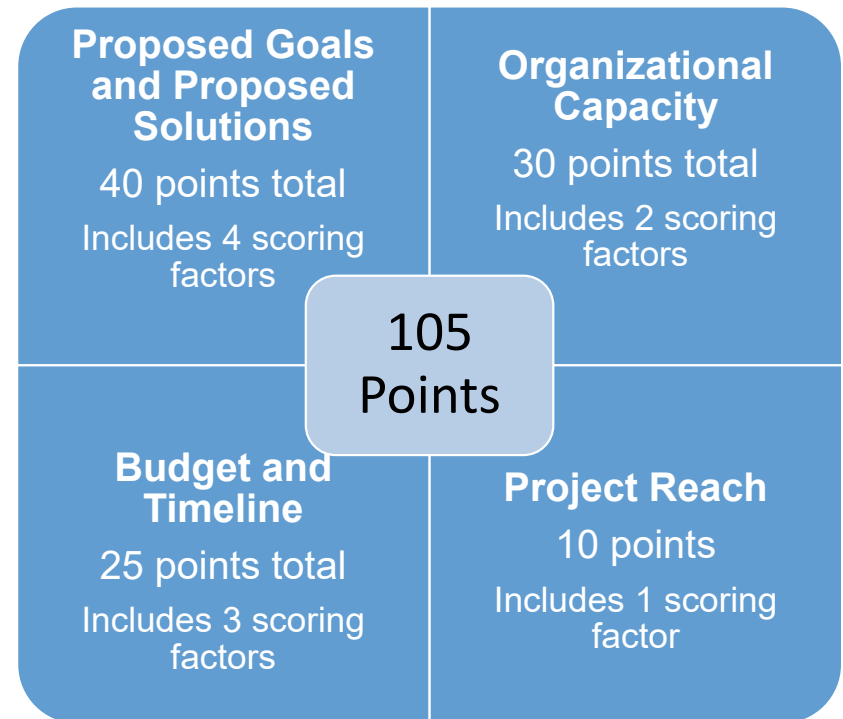 Proposed Goals
and Proposed
Solutions
40 points total
Includes 4 scoring
factors
Organizational
Capacity
30 points total
Includes 2 scoring
factors
105
Points
Budget and
Timeline
25 points total
Includes 3 scoring
factors
Project Reach
10 points
Includes 1 scoring
factor